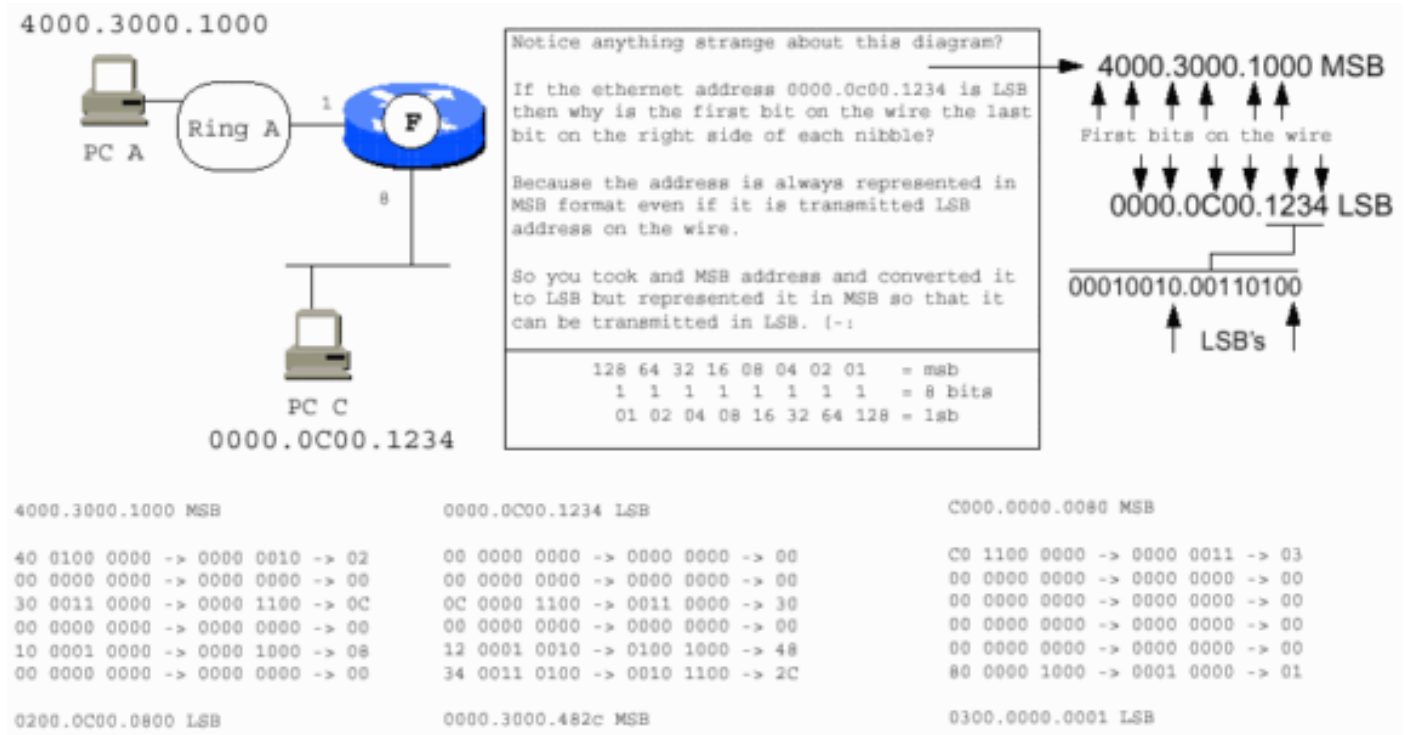 4000.3000.1000
PC A
Ring A
1
F
8
PC C
0000.0C00.1234
Notice anything strange about this diagram?
If the ethernet address 0000.0c00.1234 is LSB
then why is the first bit on the wire the last
bit on the right side of each nibble?
Because the address is always represented in
MSB format even if it is transmitted LSB
address on the wire.
So you took and MSB address and converted it
to LSB but represented it in MSB so that it
can be transmitted in LSB. (-:
128 64 32 16 08 04 02 01 = msb
1 1 1 1 1 1 1 1 = 8 bits
01 02 04 08 16 32 64 128 = lsb
4000.3000.1000 MSB
First bits on the wire
0000.0C00.1234 LSB
00010010.00110100
LSB's
4000.3000.1000 MSB
40 0100 0000 -> 0000 0010 -> 02
00 0000 0000 -> 0000 0000 -> 00
30 0011 0000 -> 0000 1100 -> 0C
00 0000 0000 -> 0000 0000 -> 00
10 0001 0000 -> 0000 1000 -> 08
00 0000 0000 -> 0000 0000 -> 00
0200.0C00.0800 LSB
0000.0C00.1234 LSB
00 0000 0000 -> 0000 0000 -> 00
00 0000 0000 -> 0000 0000 -> 00
0C 0000 1100 -> 0011 0000 -> 30
00 0000 0000 -> 0000 0000 -> 00
12 0001 0010 -> 0100 1000 -> 48
34 0011 0100 -> 0010 1100 -> 2C
0000.3000.482c MSB
C000.0000.0080 MSB
C0 1100 0000 -> 0000 0011 -> 03
00 0000 0000 -> 0000 0000 -> 00
00 0000 0000 -> 0000 0000 -> 00
00 0000 0000 -> 0000 0000 -> 00
00 0000 0000 -> 0000 0000 -> 00
80 0000 1000 -> 0001 0000 -> 01
0300.0000.0001 LSB